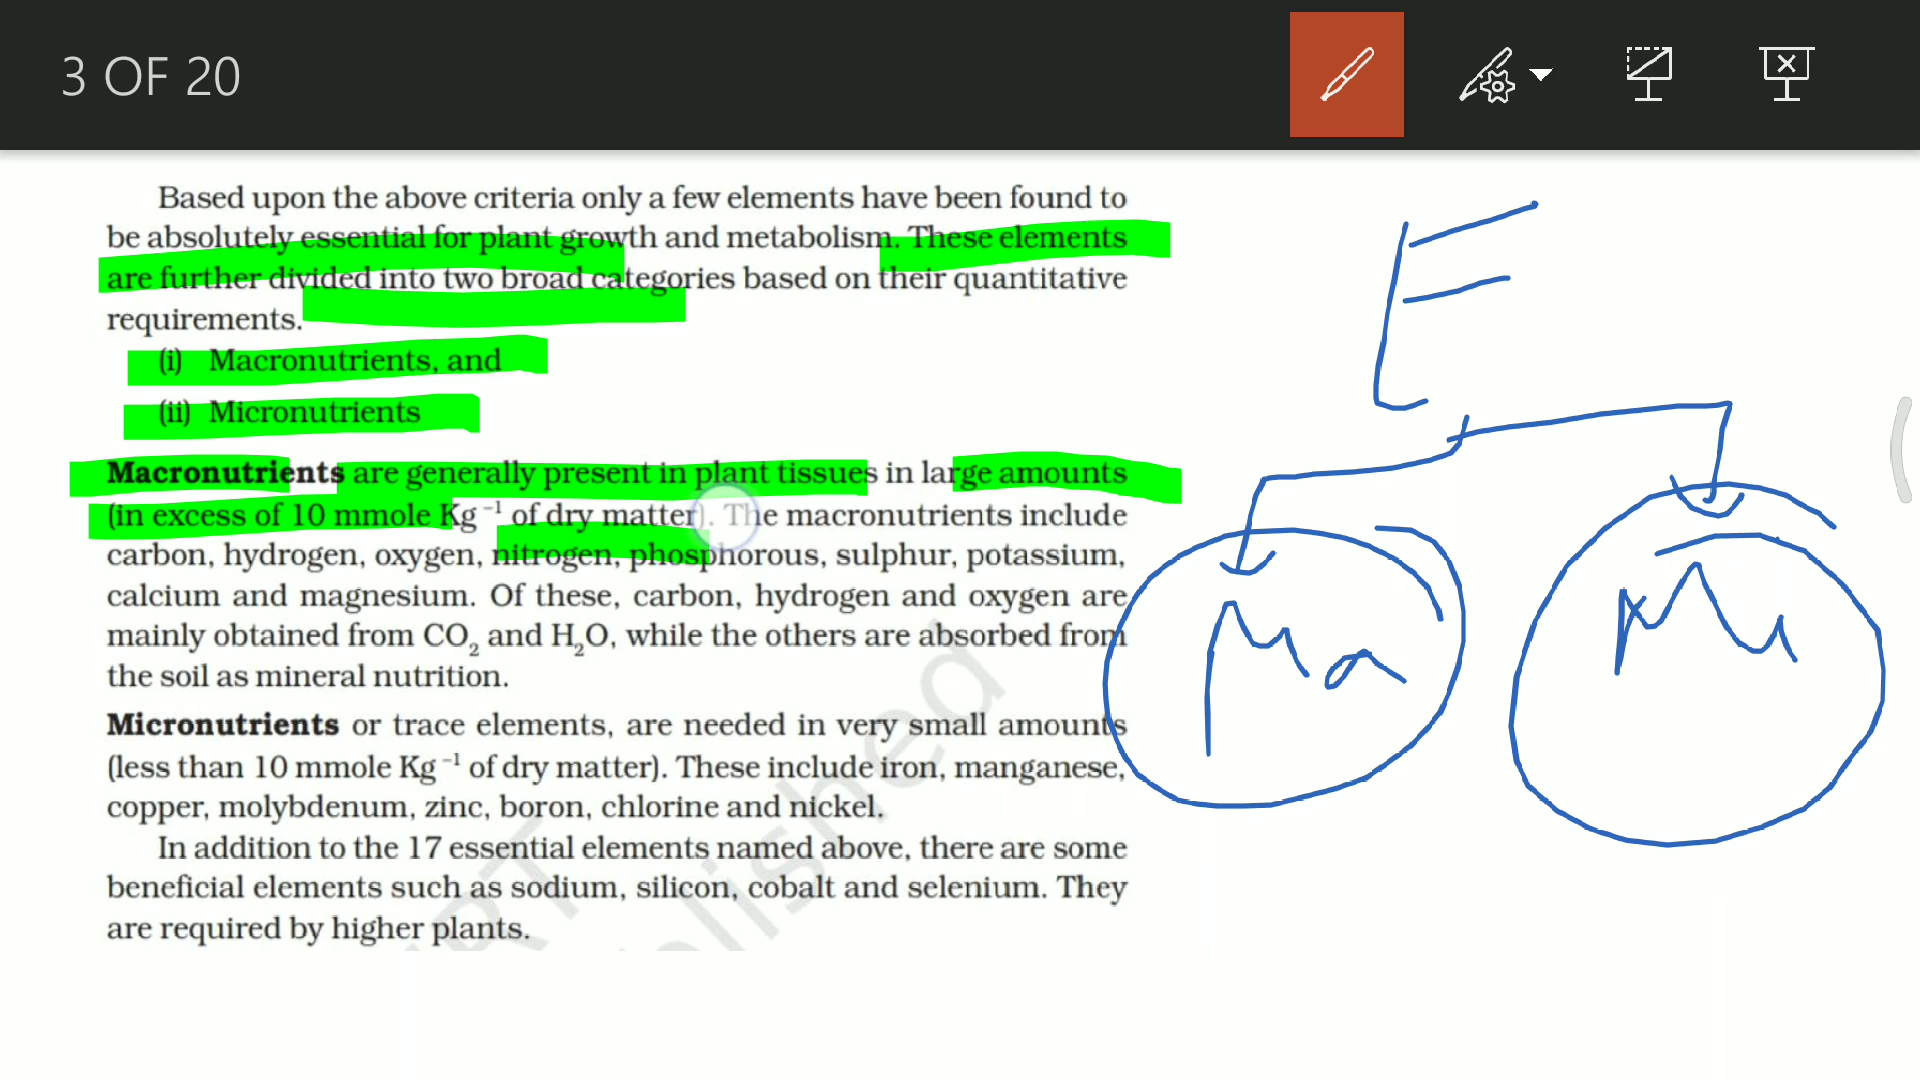 3 OF 20
Based upon the above criteria only a few elements have been found to
be absolutely essential for plant growth and metabolism. These elements
are further divided into two broad categories based on their quantitative
requirements.
(i) Macronutrients, and
(ii) Micronutrients
Macronutrients are generally present in plant tissues in large amounts
(in excess of 10 mmole Kg⁻¹ of dry matter). The macronutrients include
carbon, hydrogen, oxygen, nitrogen, phosphorous, sulphur, potassium,
calcium and magnesium. Of these, carbon, hydrogen and oxygen are
mainly obtained from CO₂ and H₂O, while the others are absorbed from
the soil as mineral nutrition.
Micronutrients or trace elements, are needed in very small amounts
(less than 10 mmole Kg⁻¹ of dry matter). These include iron, manganese,
copper, molybdenum, zinc, boron, chlorine and nickel.
In addition to the 17 essential elements named above, there are some
beneficial elements such as sodium, silicon, cobalt and selenium. They
are required by higher plants.
E
Ma